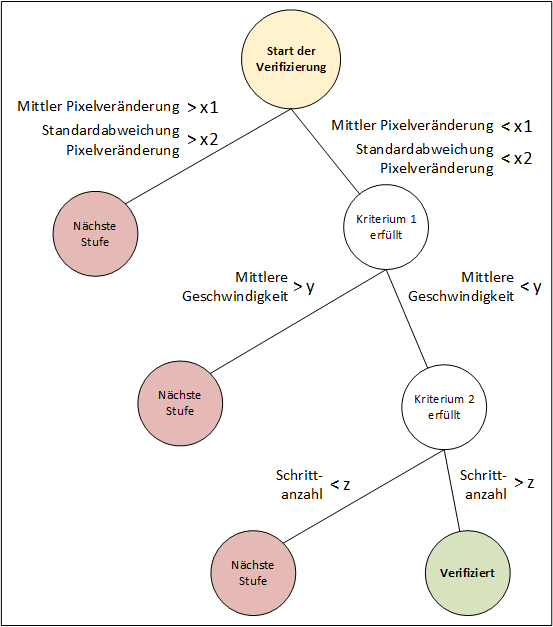 Start der
Verifizierung
Mittler Pixelveränderung > x1
Standardabweichung
Pixelveränderung > x2
Mittler Pixelveränderung < x1
Standardabweichung
Pixelveränderung < x2
Nächste
Stufe
Kriterium 1
erfüllt
Mittlere
Geschwindigkeit > y
Mittlere
Geschwindigkeit < y
Nächste
Stufe
Kriterium 2
erfüllt
Schritt-
anzahl < z
Schritt-
anzahl > z
Nächste
Stufe
Verifiziert